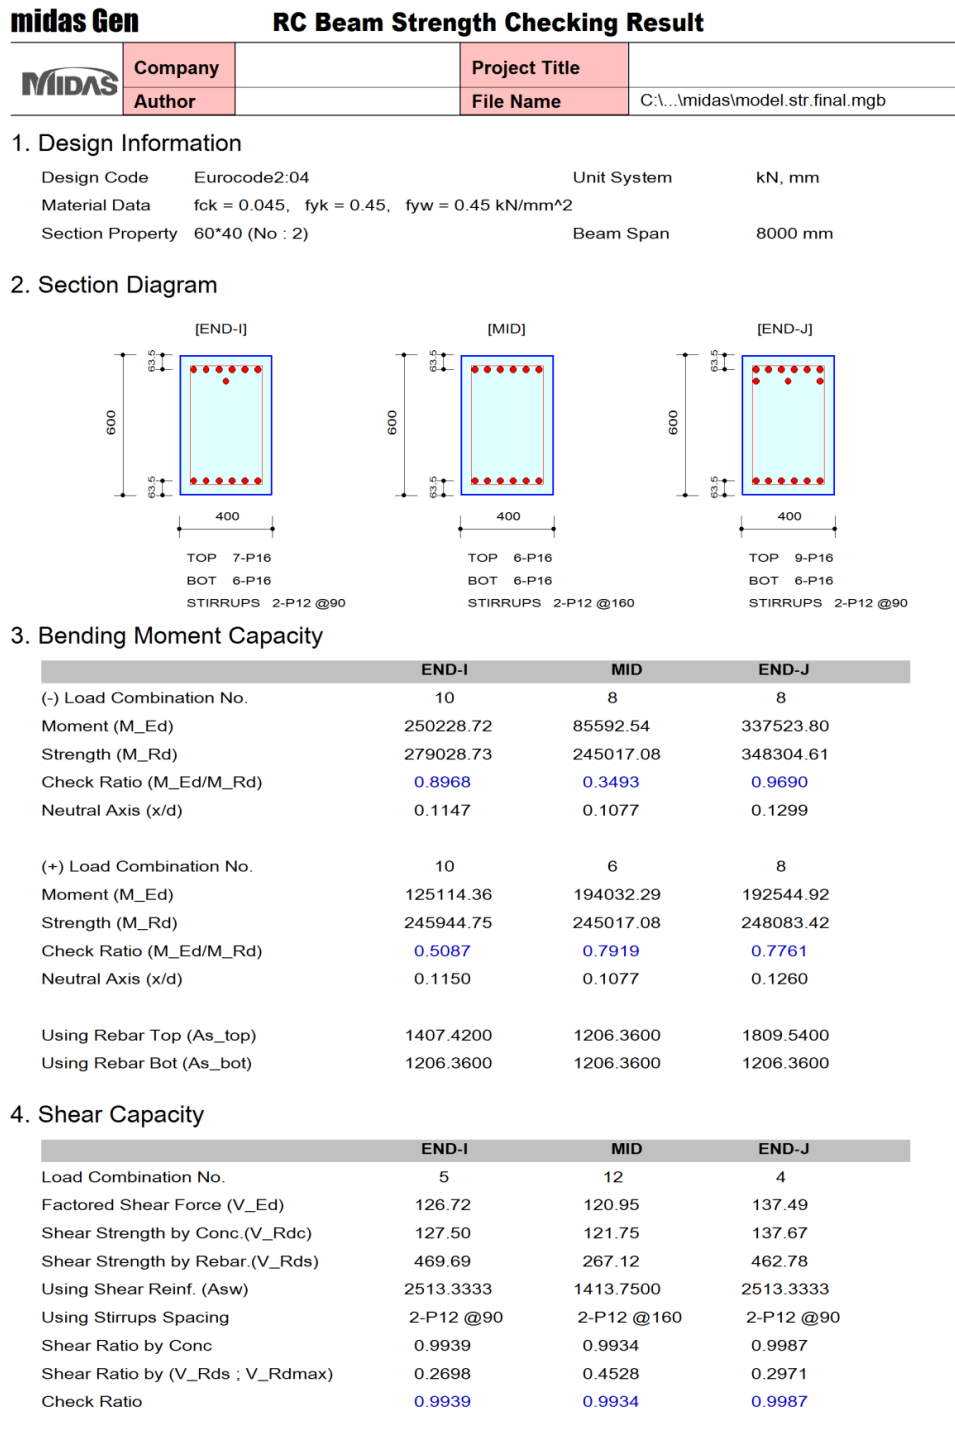 midas Gen RC Beam Strength Checking Result
MIDAS Company Project Title
Author File Name C:\...\midas\model.str.final.mgb
1. Design Information
Design Code Eurocode2:04 Unit System kN, mm
Material Data fck = 0.045, fyk = 0.45, fyw = 0.45 kN/mm^2
Section Property 60*40 (No : 2) Beam Span 8000 mm
2. Section Diagram
[END-I] [MID] [END-J]
63.5 63.5 63.5
600 600 600
63.5 63.5 63.5
400 400 400
TOP 7-P16 TOP 6-P16 TOP 9-P16
BOT 6-P16 BOT 6-P16 BOT 6-P16
STIRRUPS 2-P12 @90 STIRRUPS 2-P12 @160 STIRRUPS 2-P12 @90
3. Bending Moment Capacity
END-I MID END-J
(-) Load Combination No. 10 8 8
Moment (M_Ed) 250228.72 85592.54 337523.80
Strength (M_Rd) 279028.73 245017.08 348304.61
Check Ratio (M_Ed/M_Rd) 0.8968 0.3493 0.9690
Neutral Axis (x/d) 0.1147 0.1077 0.1299
(+) Load Combination No. 10 6 8
Moment (M_Ed) 125114.36 194032.29 192544.92
Strength (M_Rd) 245944.75 245017.08 248083.42
Check Ratio (M_Ed/M_Rd) 0.5087 0.7919 0.7761
Neutral Axis (x/d) 0.1150 0.1077 0.1260
Using Rebar Top (As_top) 1407.4200 1206.3600 1809.5400
Using Rebar Bot (As_bot) 1206.3600 1206.3600 1206.3600
4. Shear Capacity
END-I MID END-J
Load Combination No. 5 12 4
Factored Shear Force (V_Ed) 126.72 120.95 137.49
Shear Strength by Conc.(V_Rdc) 127.50 121.75 137.67
Shear Strength by Rebar.(V_Rds) 469.69 267.12 462.78
Using Shear Reinf. (Asw) 2513.3333 1413.7500 2513.3333
Using Stirrups Spacing 2-P12 @90 2-P12 @160 2-P12 @90
Shear Ratio by Conc 0.9939 0.9934 0.9987
Shear Ratio by (V_Rds ; V_Rdmax) 0.2698 0.4528 0.2971
Check Ratio 0.9939 0.9934 0.9987